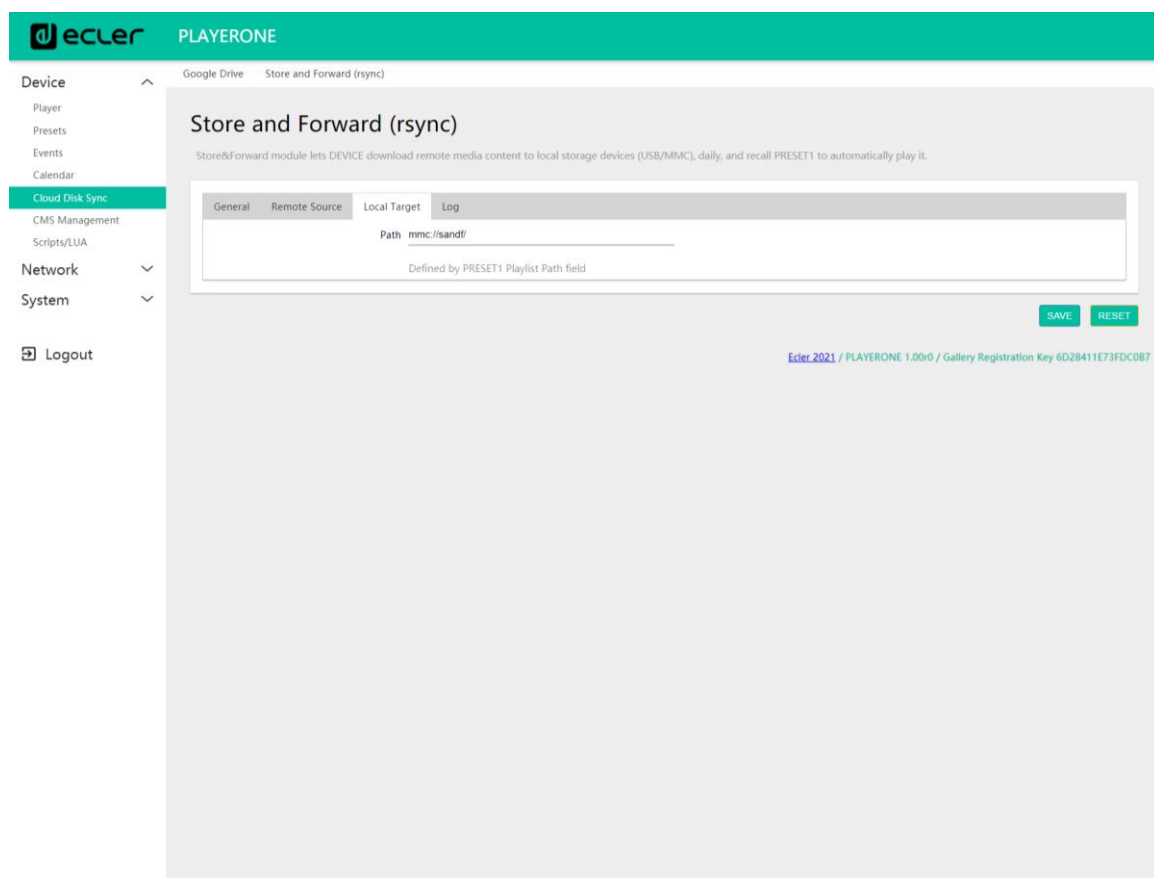 ecler
PLAYERONE
Device
Player
Presets
Events
Calendar
Cloud Disk Sync
CMS Management
Scripts/LUA
Network
System
Logout
Google Drive Store and Forward (rsync)
Store and Forward (rsync)
Store&Forward module lets DEVICE download remote media content to local storage devices (USB/MMC), daily, and recall PRESET1 to automatically play it.
General Remote Source Local Target Log
Path mmc://sandf/
Defined by PRESET1 Playlist Path field
SAVE RESET
Ecler 2021 / PLAYERONE 1.00r0 / Gallery Registration Key 6D28411E73FDC0B7